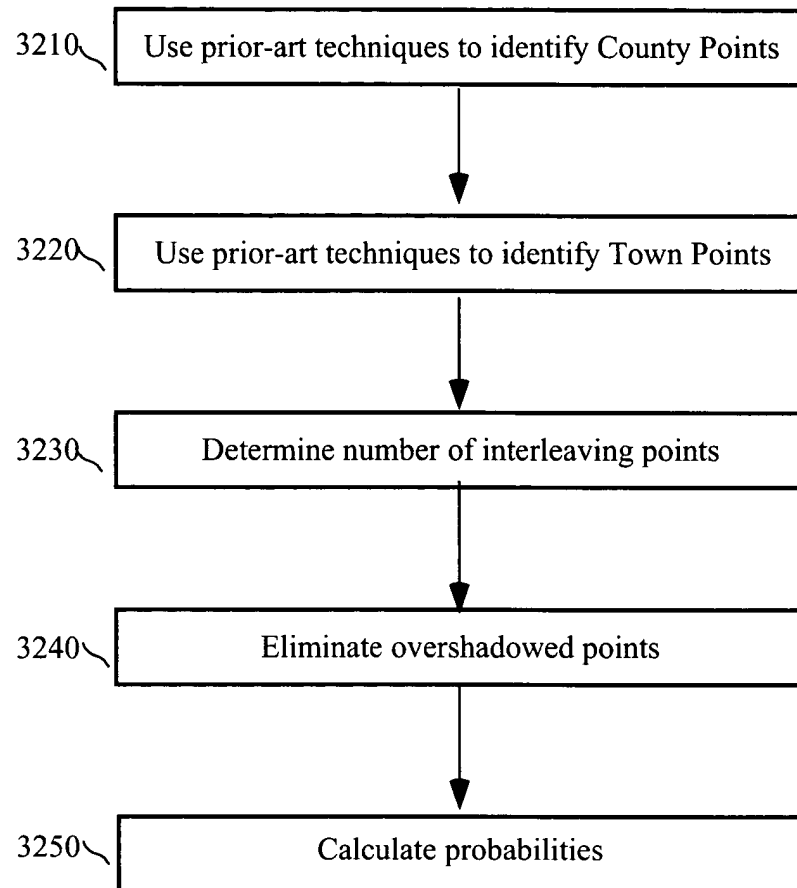 3210 Use prior-art techniques to identify County Points
3220 Use prior-art techniques to identify Town Points
3230 Determine number of interleaving points
3240 Eliminate overshadowed points
3250 Calculate probabilities